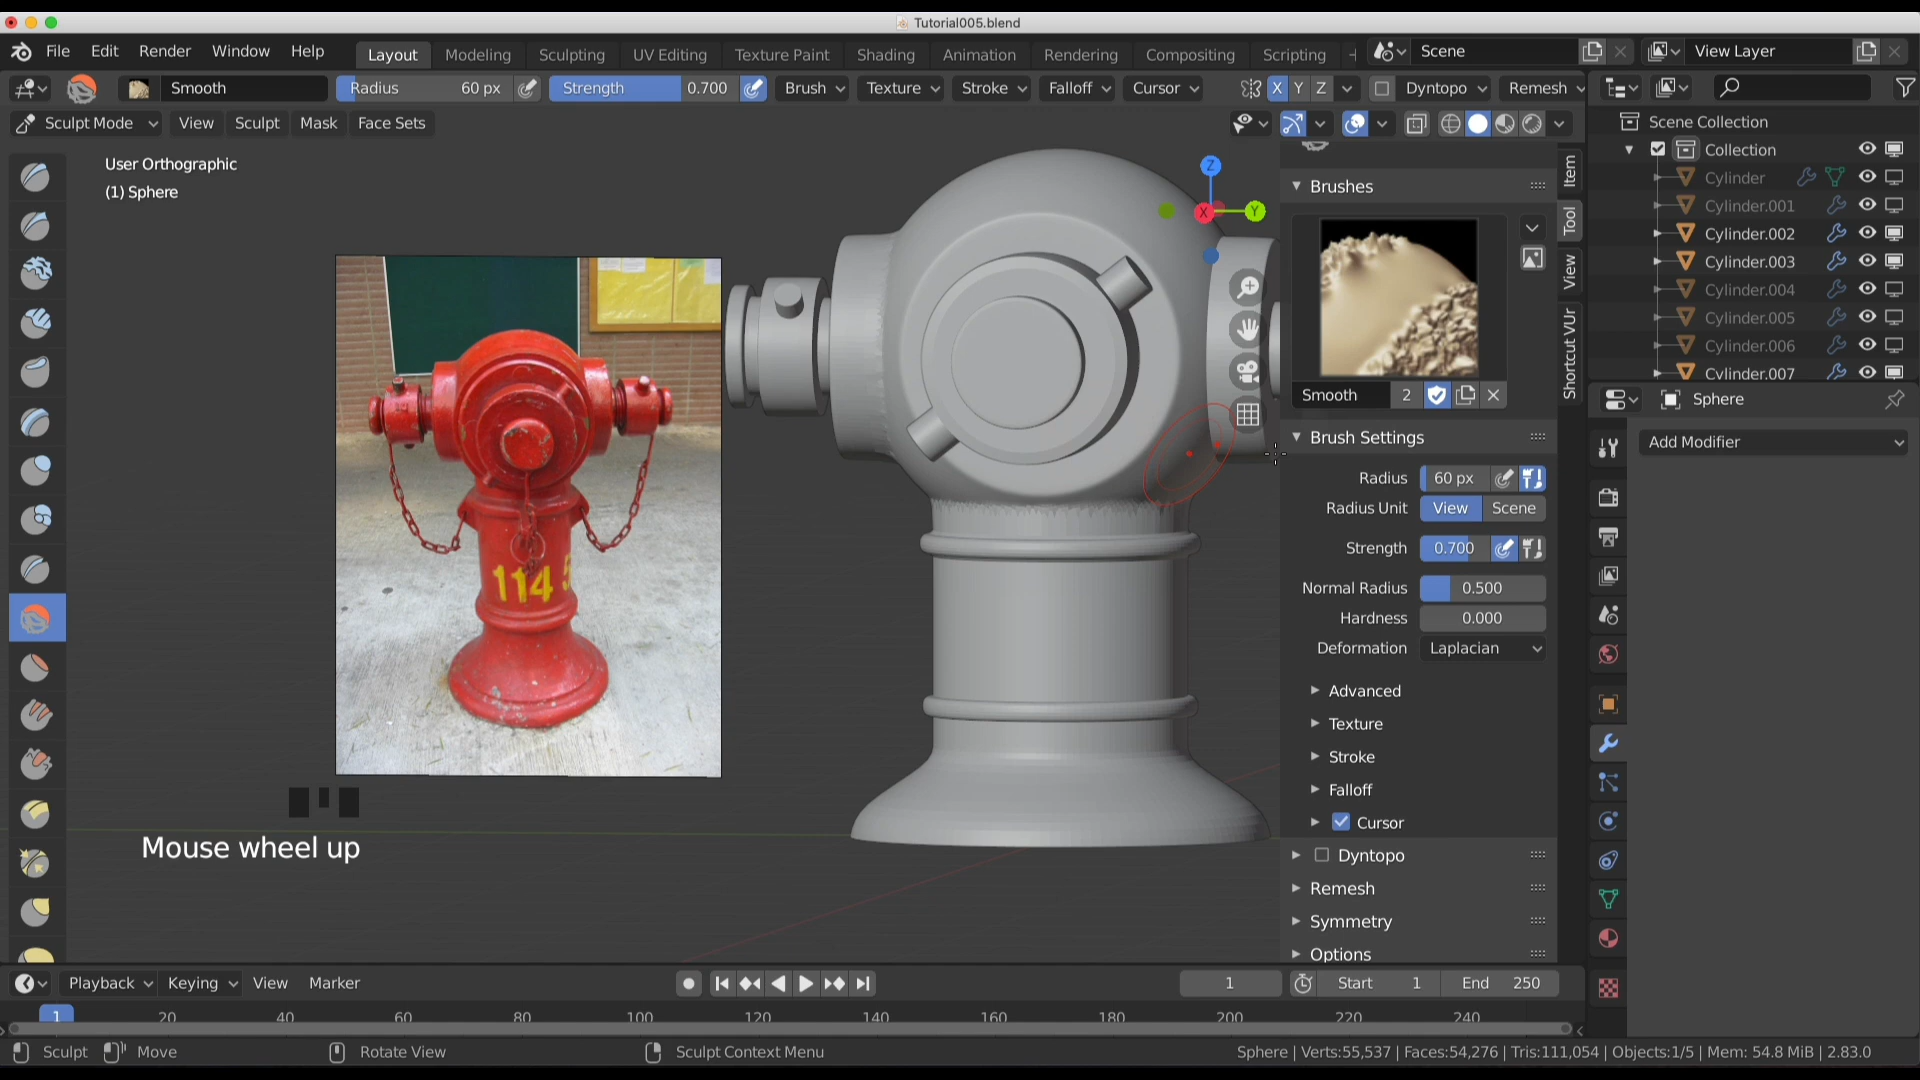 Tutorial005.blend
File Edit Render Window Help Layout Modeling Sculpting UV Editing Texture Paint Shading Animation Rendering Compositing Scripting Scene View Layer
Smooth Radius 60 px Strength 0.700 Brush Texture Stroke Falloff Cursor X Y Z Dyntopo Remesh
Sculpt Mode View Sculpt Mask Face Sets
User Orthographic
(1) Sphere
Z
X
Y
114
Mouse wheel up
Brushes
Smooth 2
Brush Settings
Radius 60 px
Radius Unit View Scene
Strength 0.700
Normal Radius 0.500
Hardness 0.000
Deformation Laplacian
Advanced
Texture
Stroke
Falloff
Cursor
Dyntopo
Remesh
Symmetry
Options
Item
Tool
View
Shortcut VUr
Scene Collection
Collection
Cylinder
Cylinder.001
Cylinder.002
Cylinder.003
Cylinder.004
Cylinder.005
Cylinder.006
Cylinder.007
Sphere
Add Modifier
Playback Keying View Marker 1 Start 1 End 250
1 20 40 60 80 100 120 140 160 180 200 220 240
Sculpt Move Rotate View Sculpt Context Menu Sphere | Verts:55,537 | Faces:54,276 | Tris:111,054 | Objects:1/5 | Mem: 54.8 MiB | 2.83.0